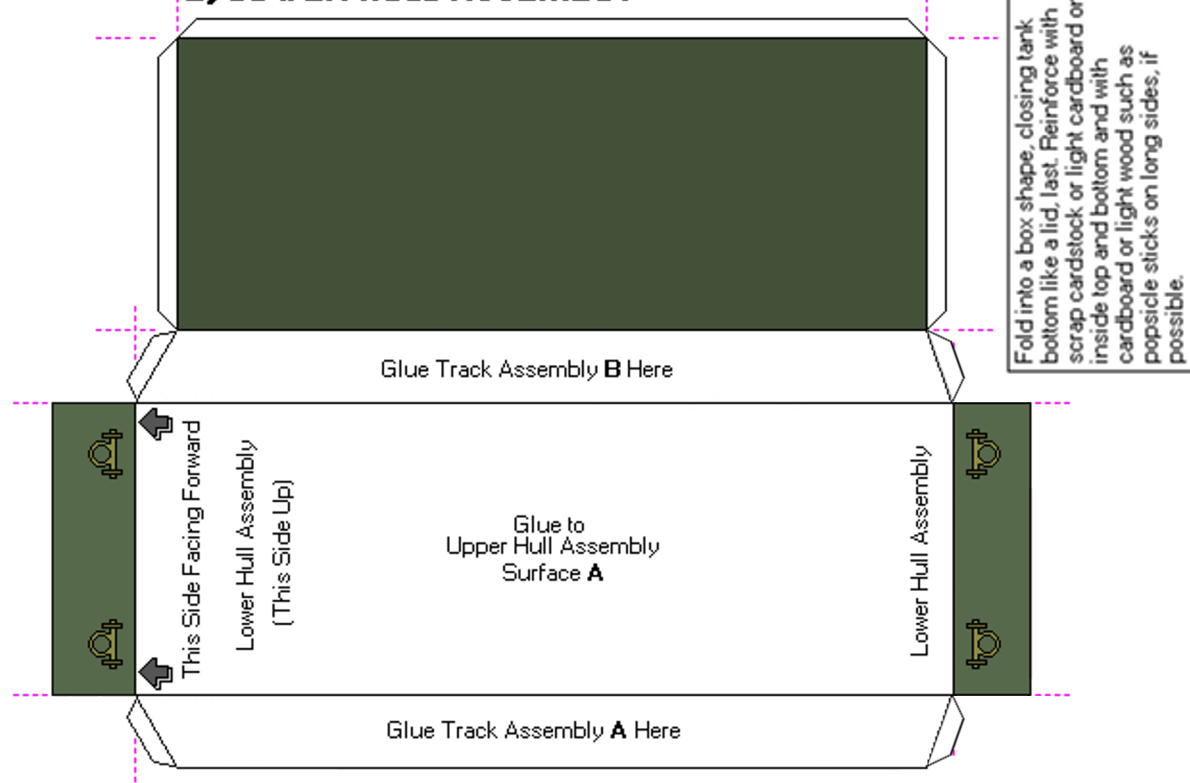 Fold into a box shape, closing tank
bottom like a lid, last. Reinforce with
scrap cardstock or light cardboard on
inside top and bottom and with
cardboard or light wood such as
popsicle sticks on long sides, if
possible.
Glue Track Assembly B Here
This Side Facing Forward
Lower Hull Assembly
(This Side Up)
Glue to
Upper Hull Assembly
Surface A
Lower Hull Assembly
Glue Track Assembly A Here